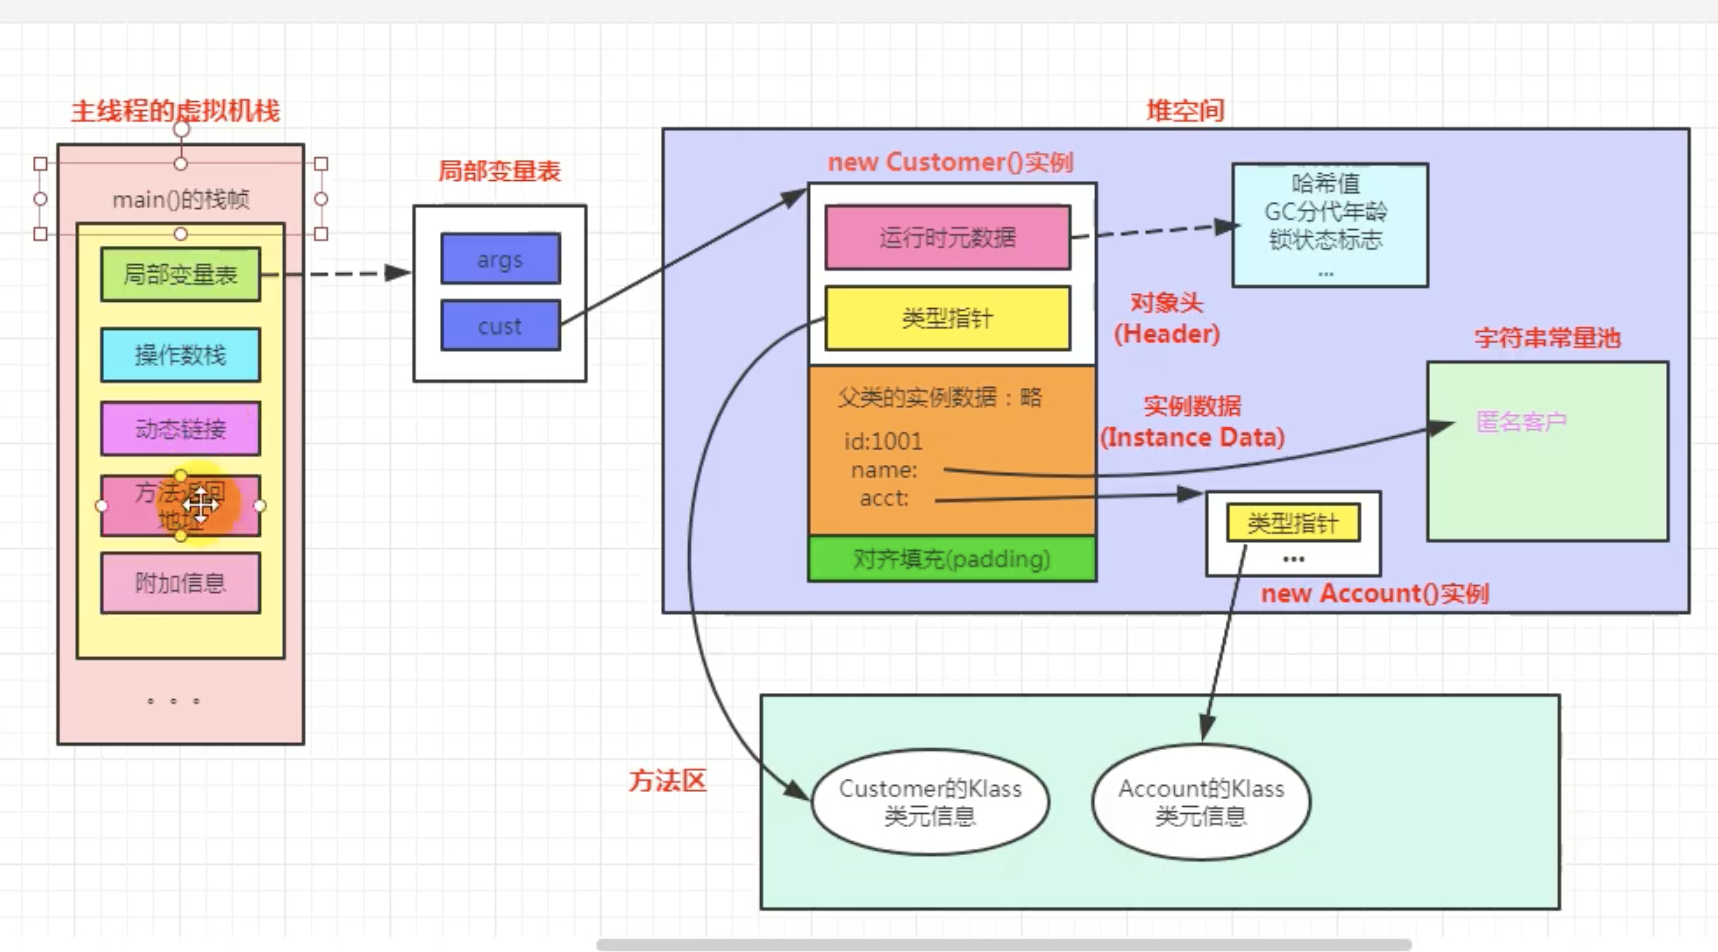 主线程的虚拟机栈
main()的栈帧
局部变量表
操作数栈
动态链接
方法返回
地址
附加信息
。。。
局部变量表
args
cust
堆空间
new Customer()实例
运行时元数据
类型指针
哈希值
GC分代年龄
锁状态标志
...
对象头
(Header)
父类的实例数据：略
id:1001
name:
acct:
实例数据
(Instance Data)
对齐填充(padding)
字符串常量池
匿名客户
类型指针
...
new Account()实例
方法区
Customer的Klass
类元信息
Account的Klass
类元信息